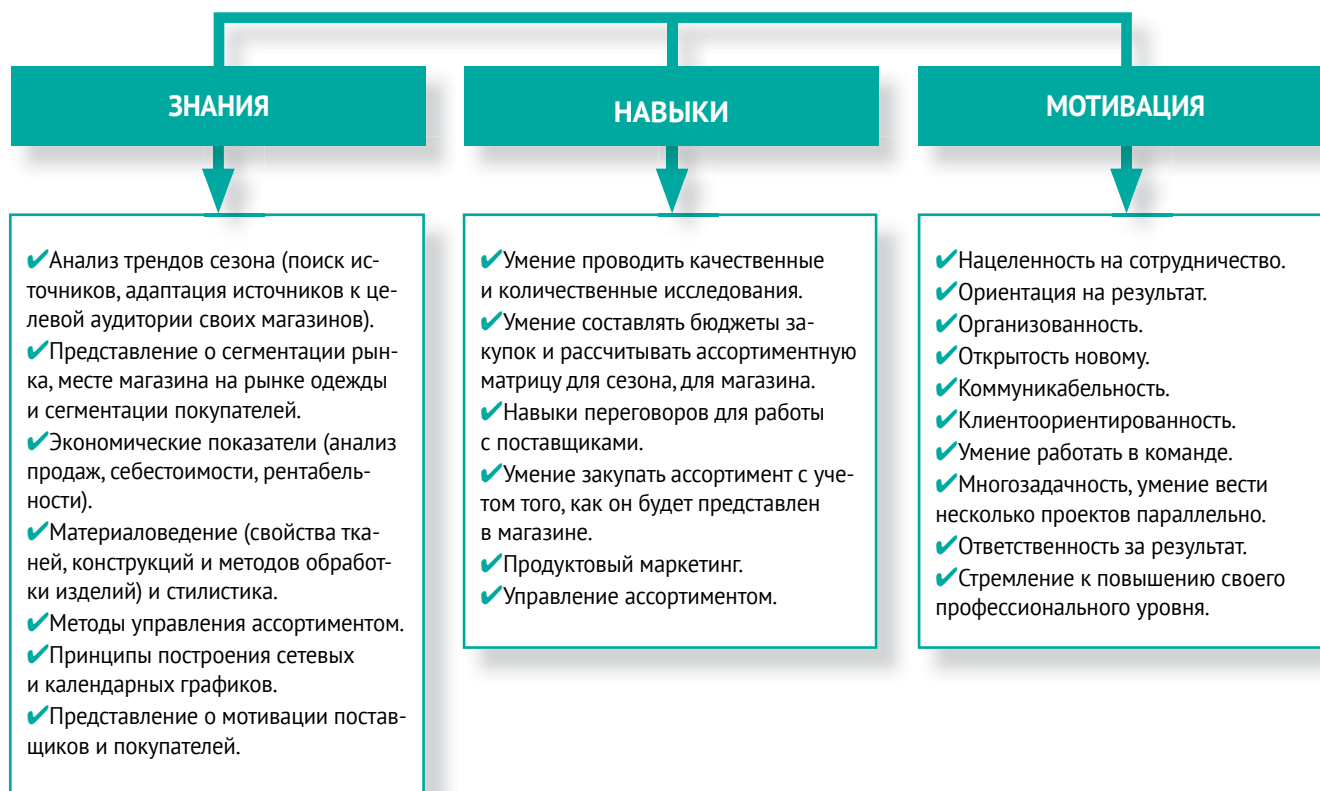 ЗНАНИЯ
✔Анализ трендов сезона (поиск ис-
точников, адаптация источников к це-
левой аудитории своих магазинов).
✔Представление о сегментации рын-
ка, месте магазина на рынке одежды
и сегментации покупателей.
✔Экономические показатели (анализ
продаж, себестоимости, рентабель-
ности).
✔Материаловедение (свойства тка-
ней, конструкций и методов обработ-
ки изделий) и стилистика.
✔Методы управления ассортиментом.
✔Принципы построения сетевых
и календарных графиков.
✔Представление о мотивации постав-
щиков и покупателей.
НАВЫКИ
✔Умение проводить качественные
и количественные исследования.
✔Умение составлять бюджеты за-
купок и рассчитывать ассортиментную
матрицу для сезона, для магазина.
✔Навыки переговоров для работы
с поставщиками.
✔Умение закупать ассортимент с уче-
том того, как он будет представлен
в магазине.
✔Продуктовый маркетинг.
✔Управление ассортиментом.
МОТИВАЦИЯ
✔Нацеленность на сотрудничество.
✔Ориентация на результат.
✔Организованность.
✔Открытость новому.
✔Коммуникабельность.
✔Клиентоориентированность.
✔Умение работать в команде.
✔Многозадачность, умение вести
несколько проектов параллельно.
✔Ответственность за результат.
✔Стремление к повышению своего
профессионального уровня.